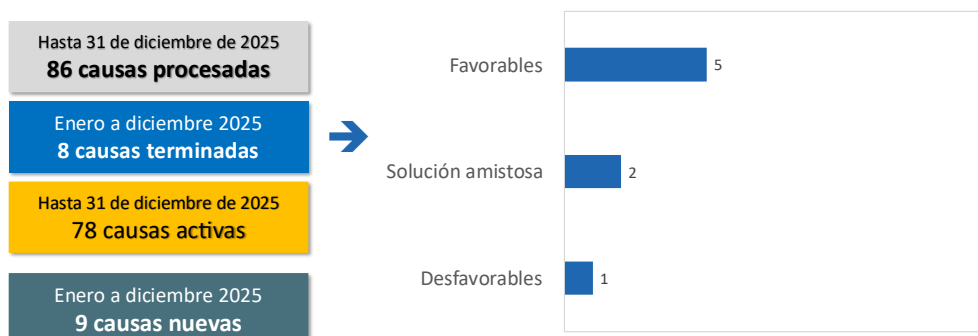 Hasta 31 de diciembre de 2025
86 causas procesadas
Enero a diciembre 2025
8 causas terminadas
Hasta 31 de diciembre de 2025
78 causas activas
Enero a diciembre 2025
9 causas nuevas
Favorables
5
Solución amistosa
2
Desfavorables
1